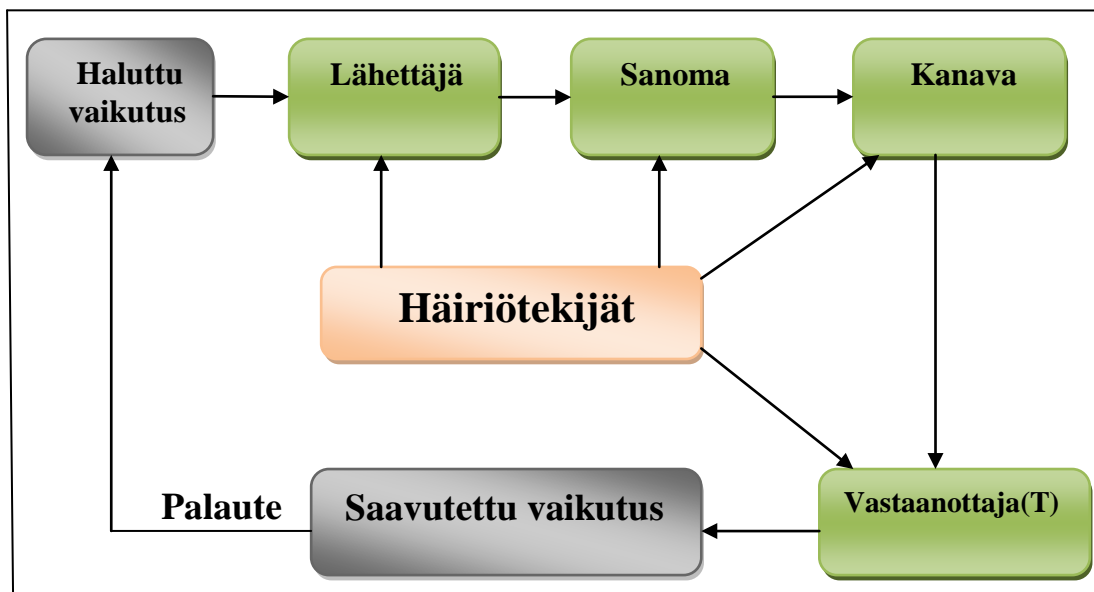 Haluttu
vaikutus
Lähettäjä
Sanoma
Kanava
Häiriötekijät
Palaute
Saavutettu vaikutus
Vastaanottaja(T)